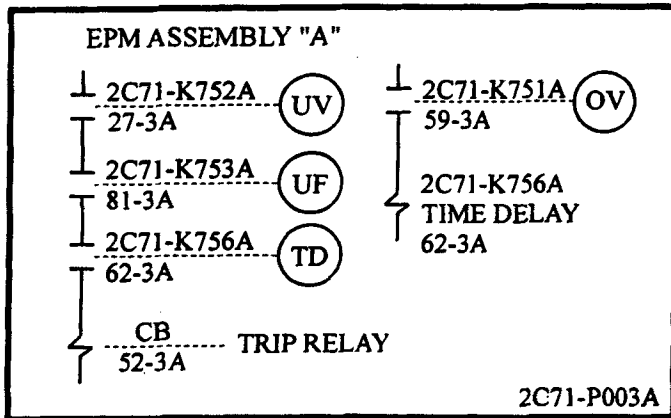 EPM ASSEMBLY "A"
2C71-K752A
27-3A
UV
2C71-K753A
81-3A
UF
2C71-K756A
62-3A
TD
CB
52-3A
TRIP RELAY
2C71-K751A
59-3A
OV
2C71-K756A
TIME DELAY
62-3A
2C71-P003A